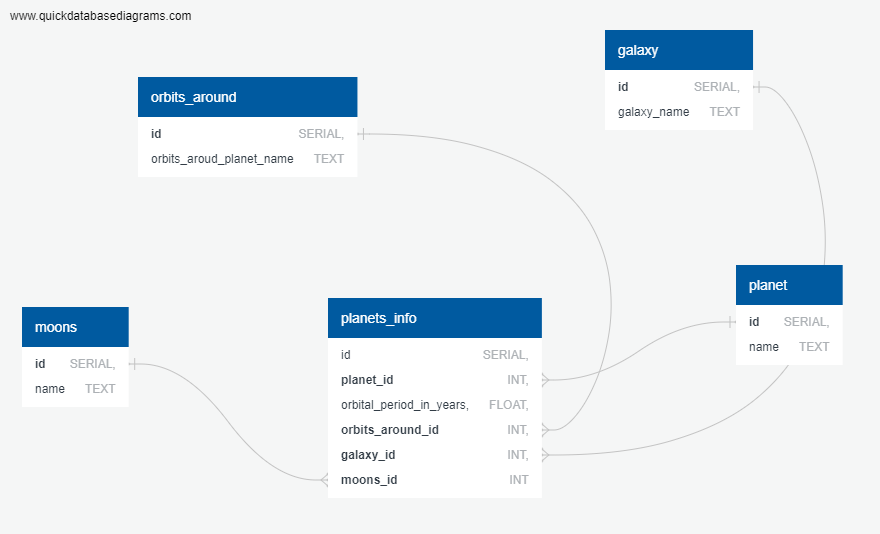 www.quickdatabasediagrams.com
galaxy
id SERIAL,
galaxy_name TEXT
orbits_around
id SERIAL,
orbits_aroud_planet_name TEXT
planet
id SERIAL,
name TEXT
moons
id SERIAL,
name TEXT
planets_info
id SERIAL,
planet_id INT,
orbital_period_in_years, FLOAT,
orbits_around_id INT,
galaxy_id INT,
moons_id INT